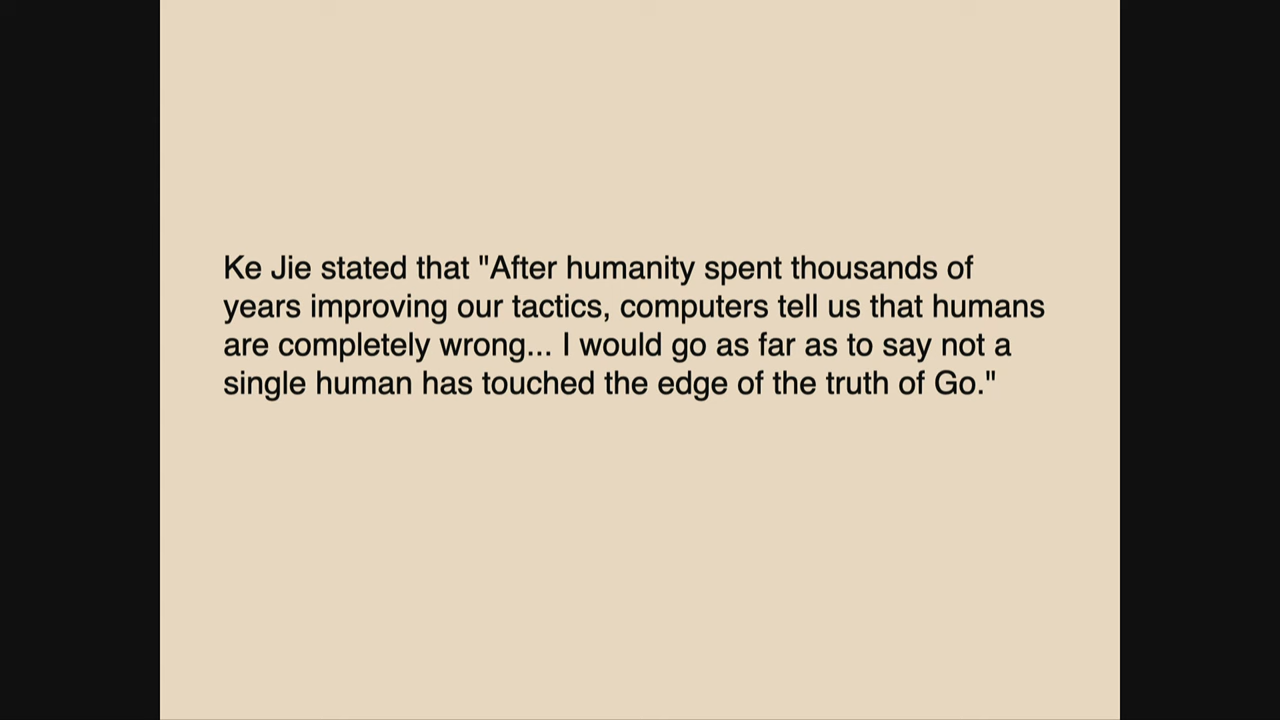 Ke Jie stated that "After humanity spent thousands of
years improving our tactics, computers tell us that humans
are completely wrong... I would go as far as to say not a
single human has touched the edge of the truth of Go."